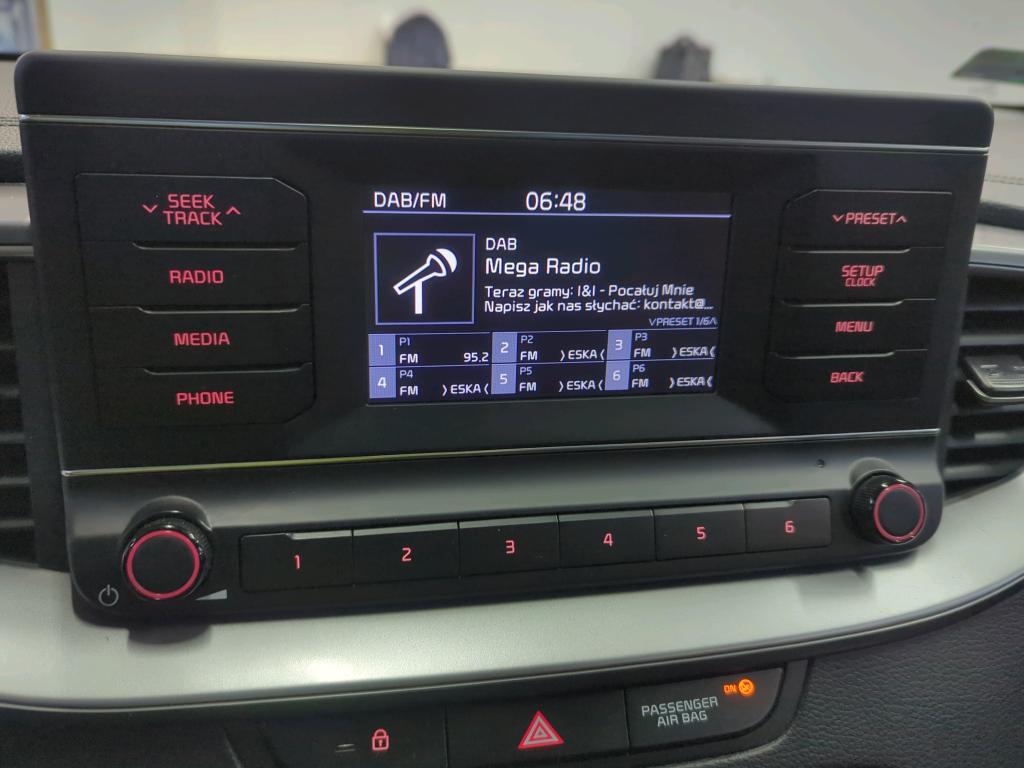 SEEK
TRACK
RADIO
MEDIA
PHONE
DAB/FM 06:48
DAB
Mega Radio
Teraz gramy: I&I - Pocałuj Mnie
Napisz jak nas słychać: kontakt@...
PRESET 1/6
1 P1 FM 95.2
2 P2 FM ESKA
3 P3 FM ESKA
4 P4 FM ESKA
5 P5 FM ESKA
6 P6 FM ESKA
PRESET
SETUP
CLOCK
MENU
BACK
1 2 3 4 5 6
PASSENGER
AIR BAG
ON